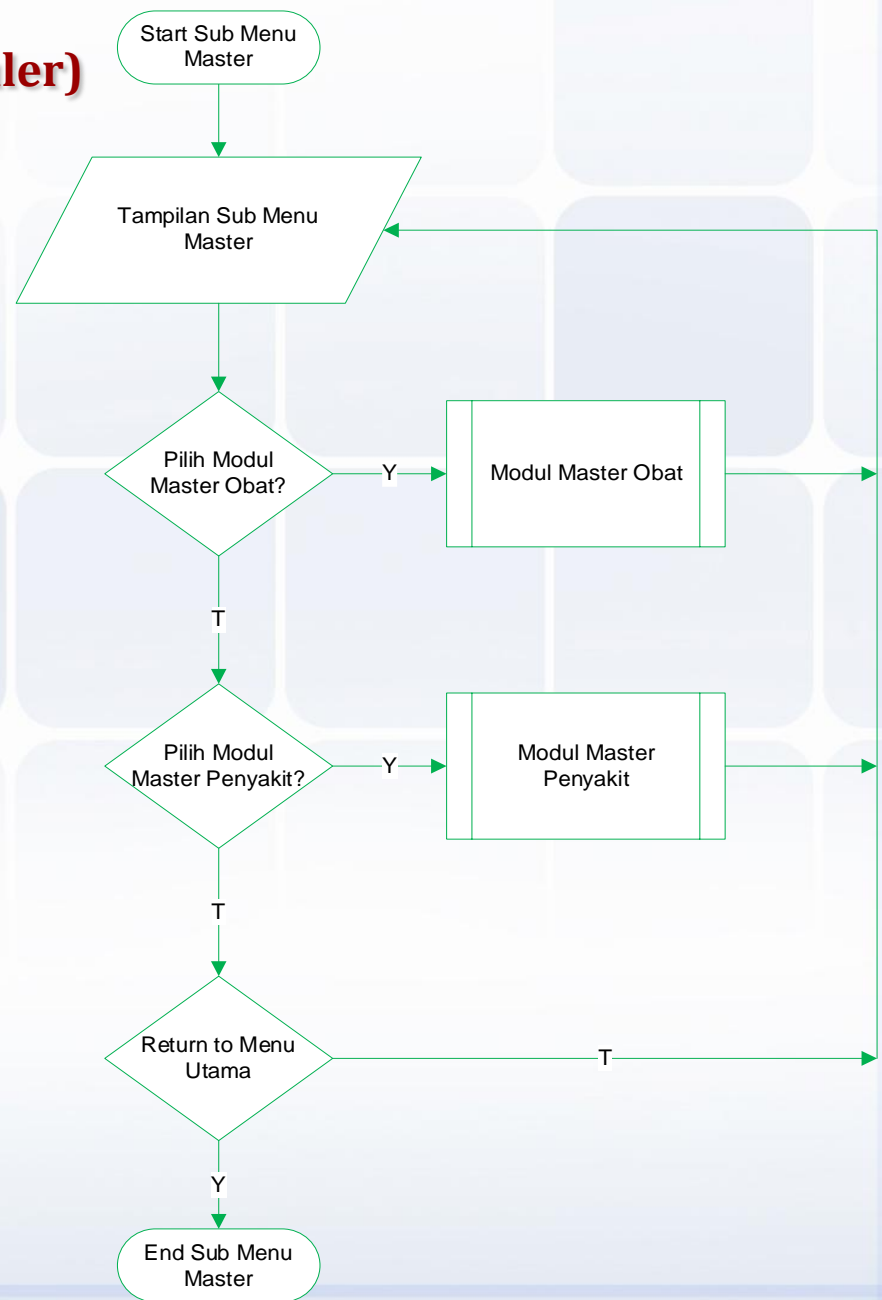 Start Sub Menu
Master
ler)
Tampilan Sub Menu
Master
Pilih Modul
Master Obat?
Y
Modul Master Obat
T
Pilih Modul
Master Penyakit?
Y
Modul Master
Penyakit
T
Return to Menu
Utama
T
Y
End Sub Menu
Master